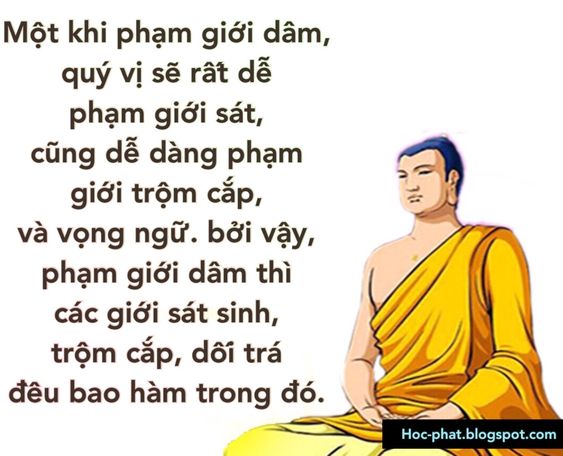 Một khi phạm giới dâm,
quý vị sẽ rất dễ
phạm giới sát,
cũng dễ dàng phạm
giới trộm cắp,
và vọng ngữ. bởi vậy,
phạm giới dâm thì
các giới sát sinh,
trộm cắp, dối trá
đêu bao hàm trong đó.
Hoc-phat.blogspot.com